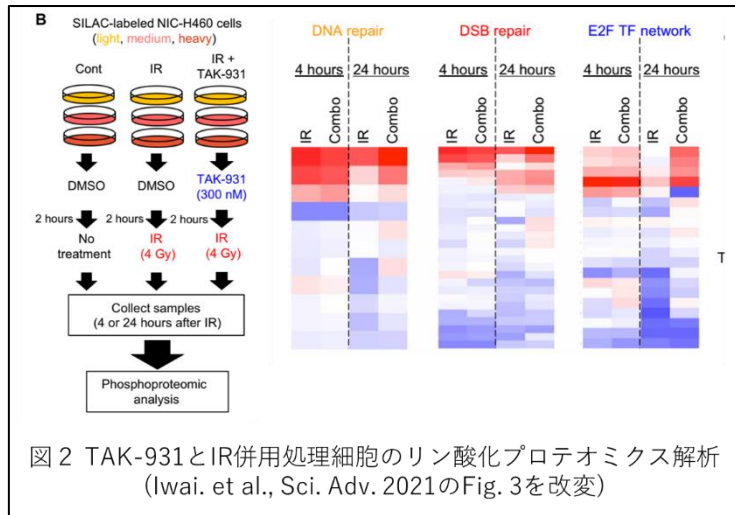 B
SILAC-labeled NIC-H460 cells
(light, medium, heavy)
Cont
IR
IR +
TAK-931
DMSO
DMSO
TAK-931
(300 nM)
2 hours
2 hours
2 hours
No
treatment
IR
(4 Gy)
IR
(4 Gy)
Collect samples
(4 or 24 hours after IR)
Phosphoproteomic
analysis
DNA repair
4 hours
24 hours
IR
Combo
IR
Combo
DSB repair
4 hours
24 hours
IR
Combo
IR
Combo
E2F TF network
4 hours
24 hours
IR
Combo
IR
Combo
T
図2 TAK-931とIR併用処理細胞のリン酸化プロテオミクス解析
(Iwai. et al., Sci. Adv. 2021のFig. 3を改変)